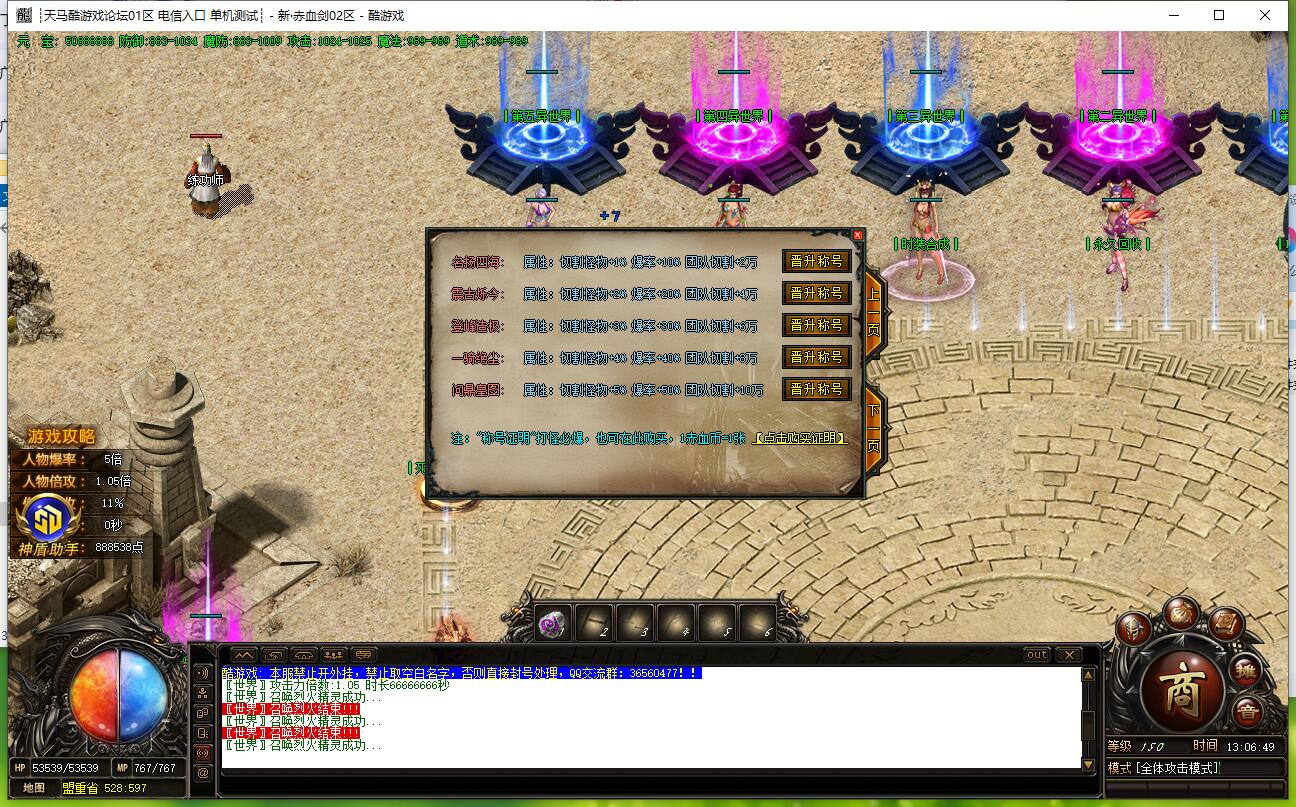 天马酷游戏论坛01区 电信入口 单机测试 - 新·赤血剑02区 - 酷游戏
元 宝: 50688888 防御:863-1034 魔防:863-1009 攻击:1024-1025 魔法:989-989 道术:989-989
第五异世界
第四异世界
第三异世界
第二异世界
练功师
+7
时装合成
永久回收
名扬四海: 属性: 切割怪物+1% 爆率+10% 团队切割+2万 晋升称号
震古烁今: 属性: 切割怪物+2% 爆率+20% 团队切割+4万 晋升称号
登峰造极: 属性: 切割怪物+3% 爆率+30% 团队切割+6万 晋升称号
一骑绝尘: 属性: 切割怪物+4% 爆率+40% 团队切割+8万 晋升称号
问鼎皇图: 属性: 切割怪物+5% 爆率+50% 团队切割+10万 晋升称号
上一页
下一页
注: "称号证明"打怪必爆, 也可在此购买, 1赤血币=1张 【点击购买证明】
游戏攻略
人物爆率: 5倍
人物倍攻: 1.05倍
11%
0秒
神盾助手: 888538点
1 2 3 4 5 6
out
酷游戏: 本服禁止开外挂, 禁止取空白名字, 否则直接封号处理, QQ交流群: 36560477! !
〖世界〗攻击力倍数:1.05 时长66666666秒
〖世界〗召唤烈火精灵成功...
〖世界〗召唤烈火结束!!!
〖世界〗召唤烈火精灵成功...
〖世界〗召唤烈火结束!!!
〖世界〗召唤烈火精灵成功...
商
摊
音
等级 150 时间 13:06:49
模式 [全体攻击模式]
HP 53539/53539 MP 767/767
地图 盟重省 528:597